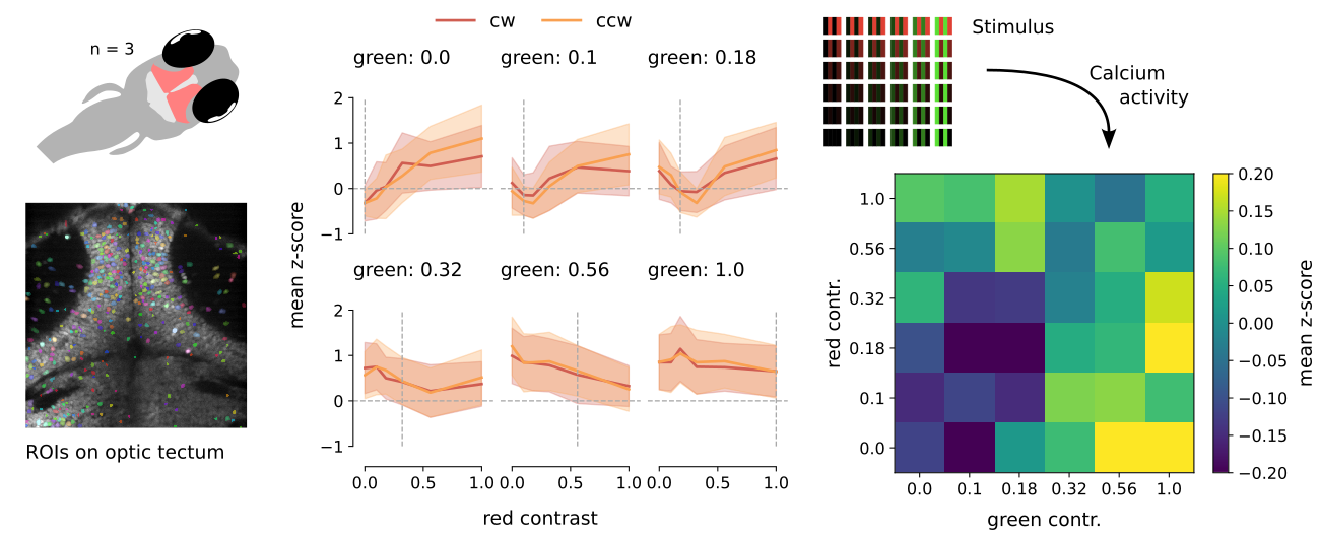 n = 3
ROIs on optic tectum
cw ccw
green: 0.0 green: 0.1 green: 0.18
2
1
0
−1
green: 0.32 green: 0.56 green: 1.0
2
1
0
−1
mean z-score
0.0 0.5 1.0 0.0 0.5 1.0 0.0 0.5 1.0
red contrast
Stimulus
Calcium
activity
1.0
0.56
0.32
0.18
0.1
0.0
red contr.
0.0 0.1 0.18 0.32 0.56 1.0
green contr.
0.20
0.15
0.10
0.05
0.00
−0.05
−0.10
−0.15
−0.20
mean z-score